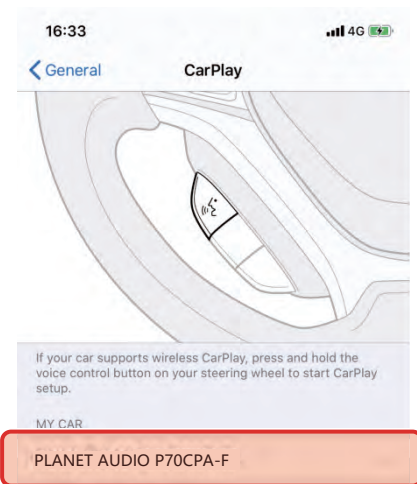 16:33
4G
General
CarPlay
If your car supports wireless CarPlay, press and hold the
voice control button on your steering wheel to start CarPlay
setup.
MY CAR
PLANET AUDIO P70CPA-F